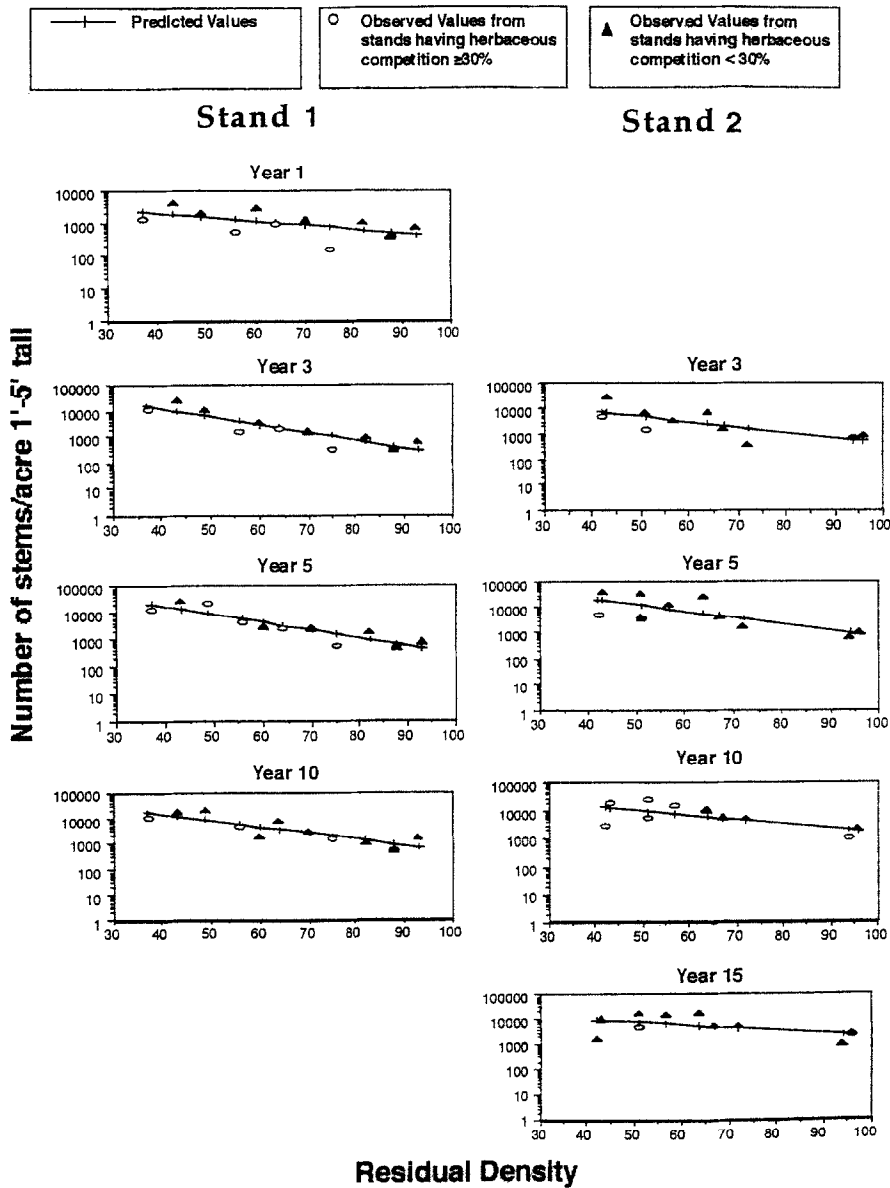 Predicted Values
Observed Values from
stands having herbaceous
competition ≥30%
Observed Values from
stands having herbaceous
competition < 30%
Stand 1
Stand 2
Number of stems/acre 1'-5' tall
Year 1
10000
1000
100
10
1
30 40 50 60 70 80 90 100
Year 3
100000
10000
1000
100
10
1
30 40 50 60 70 80 90 100
Year 3
100000
10000
1000
100
10
1
30 40 50 60 70 80 90 100
Year 5
100000
10000
1000
100
10
1
30 40 50 60 70 80 90 100
Year 5
100000
10000
1000
100
10
1
30 40 50 60 70 80 90 100
Year 10
100000
10000
1000
100
10
1
30 40 50 60 70 80 90 100
Year 10
100000
10000
1000
100
10
1
30 40 50 60 70 80 90 100
Year 15
100000
10000
1000
100
10
1
30 40 50 60 70 80 90 100
Residual Density